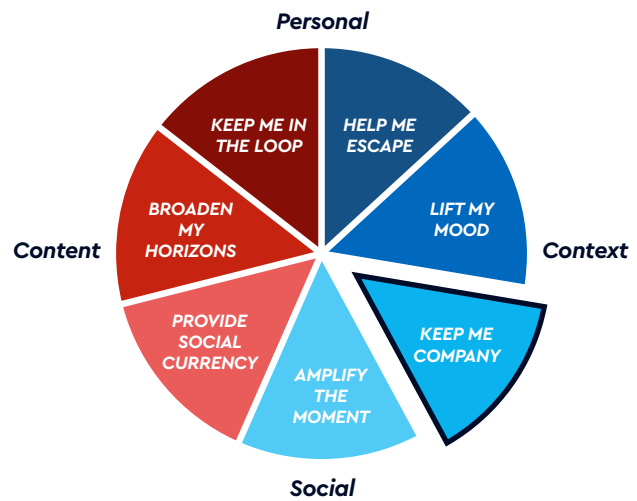 Personal
KEEP ME IN
THE LOOP
HELP ME
ESCAPE
BROADEN
MY
HORIZONS
LIFT MY
MOOD
Content
Context
PROVIDE
SOCIAL
CURRENCY
KEEP ME
COMPANY
AMPLIFY
THE
MOMENT
Social